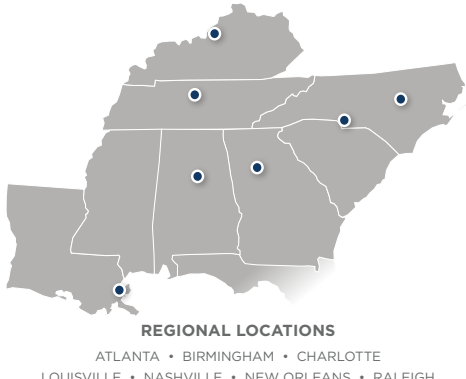 REGIONAL LOCATIONS
ATLANTA • BIRMINGHAM • CHARLOTTE
LOUISVILLE • NASHVILLE • NEW ORLEANS • RALEIGH